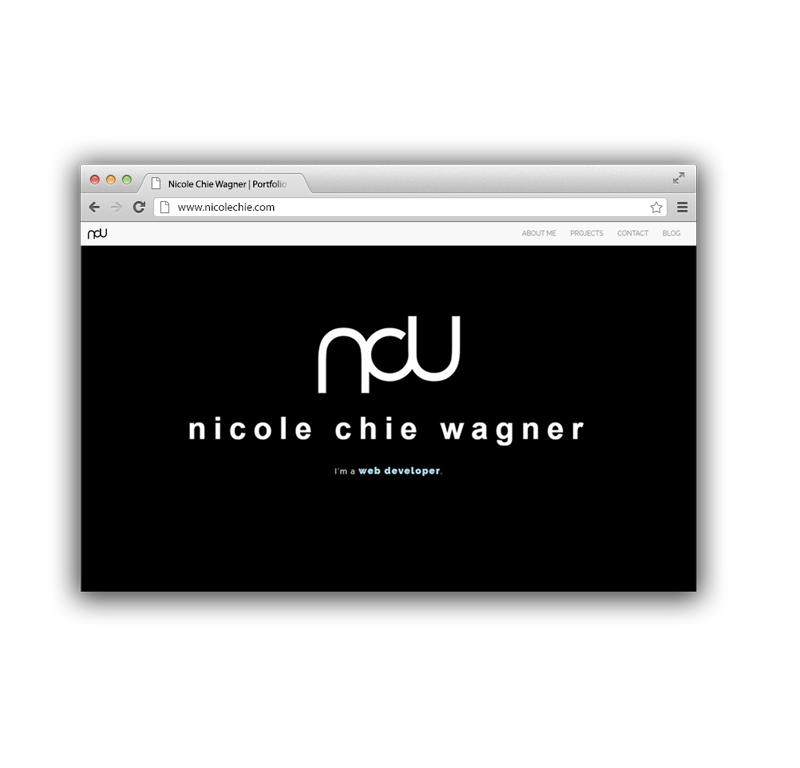 Nicole Chie Wagner | Portfolio
www.nicolechie.com
ncw
ABOUT ME PROJECTS CONTACT BLOG
ncw
nicole chie wagner
I'm a web developer.